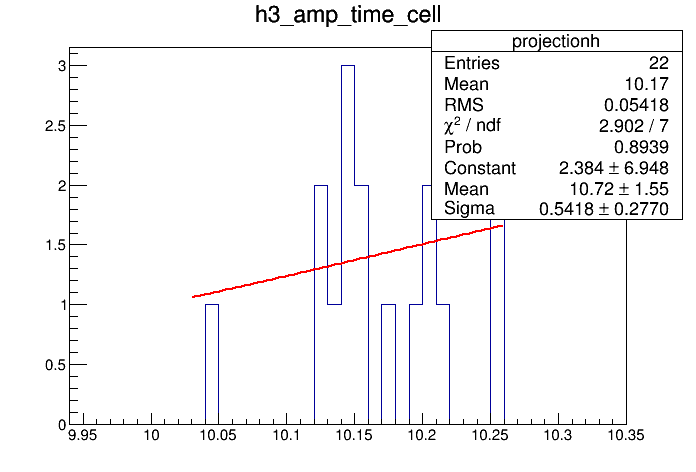 h3_amp_time_cell
projectionh
Entries 22
Mean 10.17
RMS 0.05418
χ² / ndf 2.902 / 7
Prob 0.8939
Constant 2.384 ± 6.948
Mean 10.72 ± 1.55
Sigma 0.5418 ± 0.2770
3
2.5
2
1.5
1
0.5
0
9.95 10 10.05 10.1 10.15 10.2 10.25 10.3 10.35